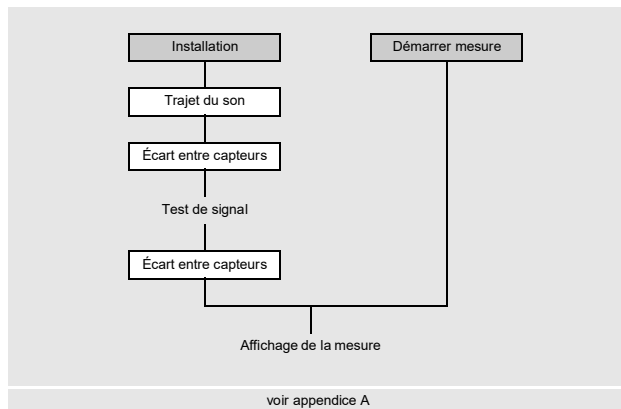 Installation
Démarrer mesure
Trajet du son
Écart entre capteurs
Test de signal
Écart entre capteurs
Affichage de la mesure
voir appendice A